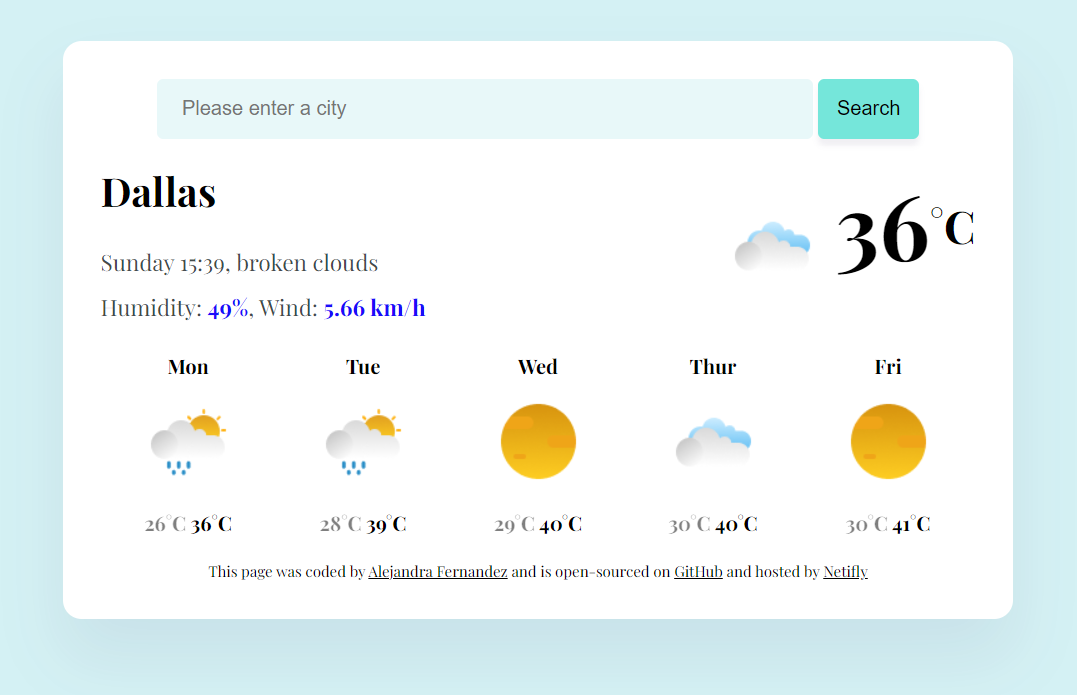 Please enter a city Search
Dallas
36°C
Sunday 15:39, broken clouds
Humidity: 49%, Wind: 5.66 km/h
Mon Tue Wed Thur Fri
26°C 36°C 28°C 39°C 29°C 40°C 30°C 40°C 30°C 41°C
This page was coded by Alejandra Fernandez and is open-sourced on GitHub and hosted by Netifly